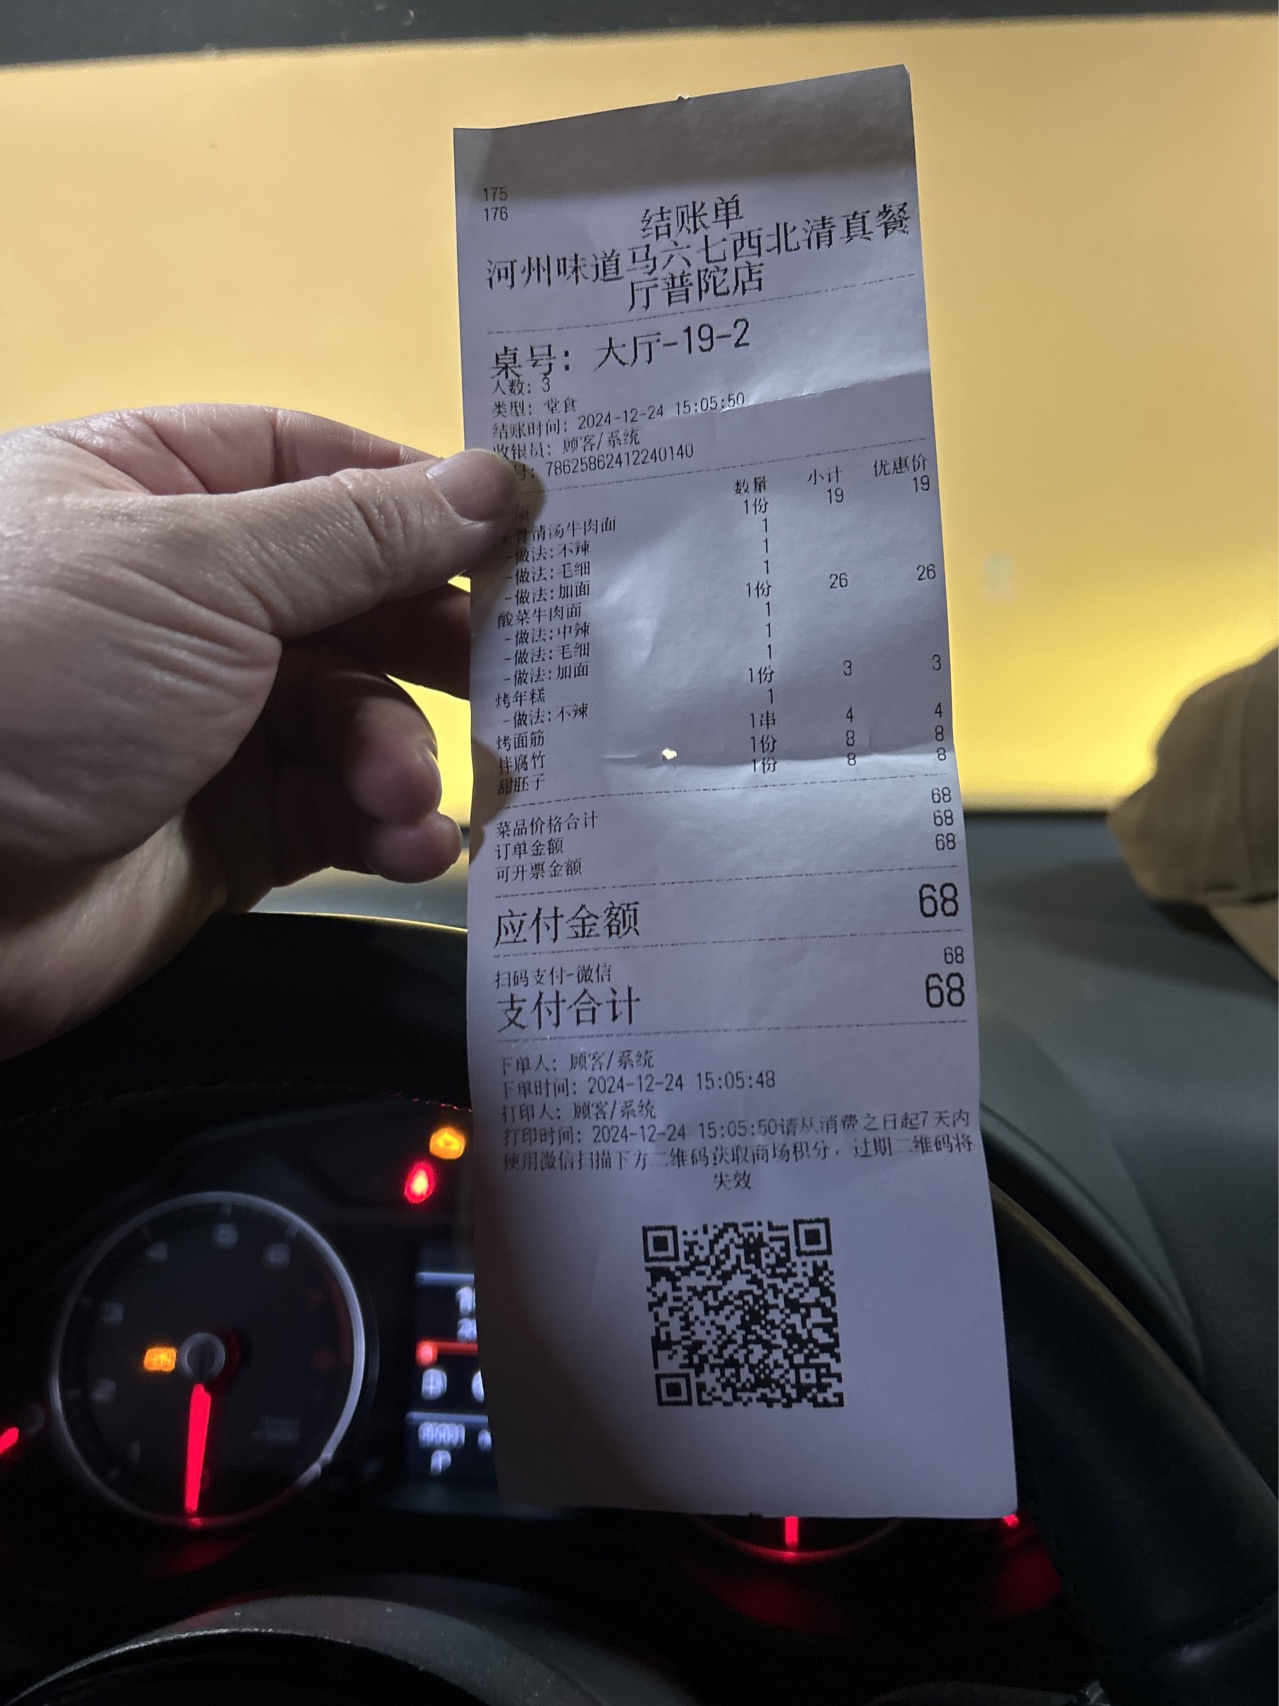 175
176
结账单
河州味道马六七西北清真餐
厅普陀店
桌号: 大厅-19-2
人数: 3
类型: 堂食
结账时间: 2024-12-24 15:05:50
收银员: 顾客/系统
号: 78625862412240140
项 数量 小计 优惠价
骨清汤牛肉面 1份 19 19
-做法:不辣 1
-做法:毛细 1
-做法:加面 1
酸菜牛肉面 1份 26 26
-做法:中辣 1
-做法:毛细 1
-做法:加面 1
烤年糕 1份 3 3
-做法:不辣 1
烤面筋 1串 4 4
拌腐竹 1份 8 8
甜胚子 1份 8 8
菜品价格合计 68
订单金额 68
可开票金额 68
应付金额 68
扫码支付-微信 68
支付合计 68
下单人: 顾客/系统
下单时间: 2024-12-24 15:05:48
打印人: 顾客/系统
打印时间: 2024-12-24 15:05:50请从消费之日起7天内
使用微信扫描下方二维码获取商场积分，过期二维码将
失效
1
2
3
4
5
6
7
P